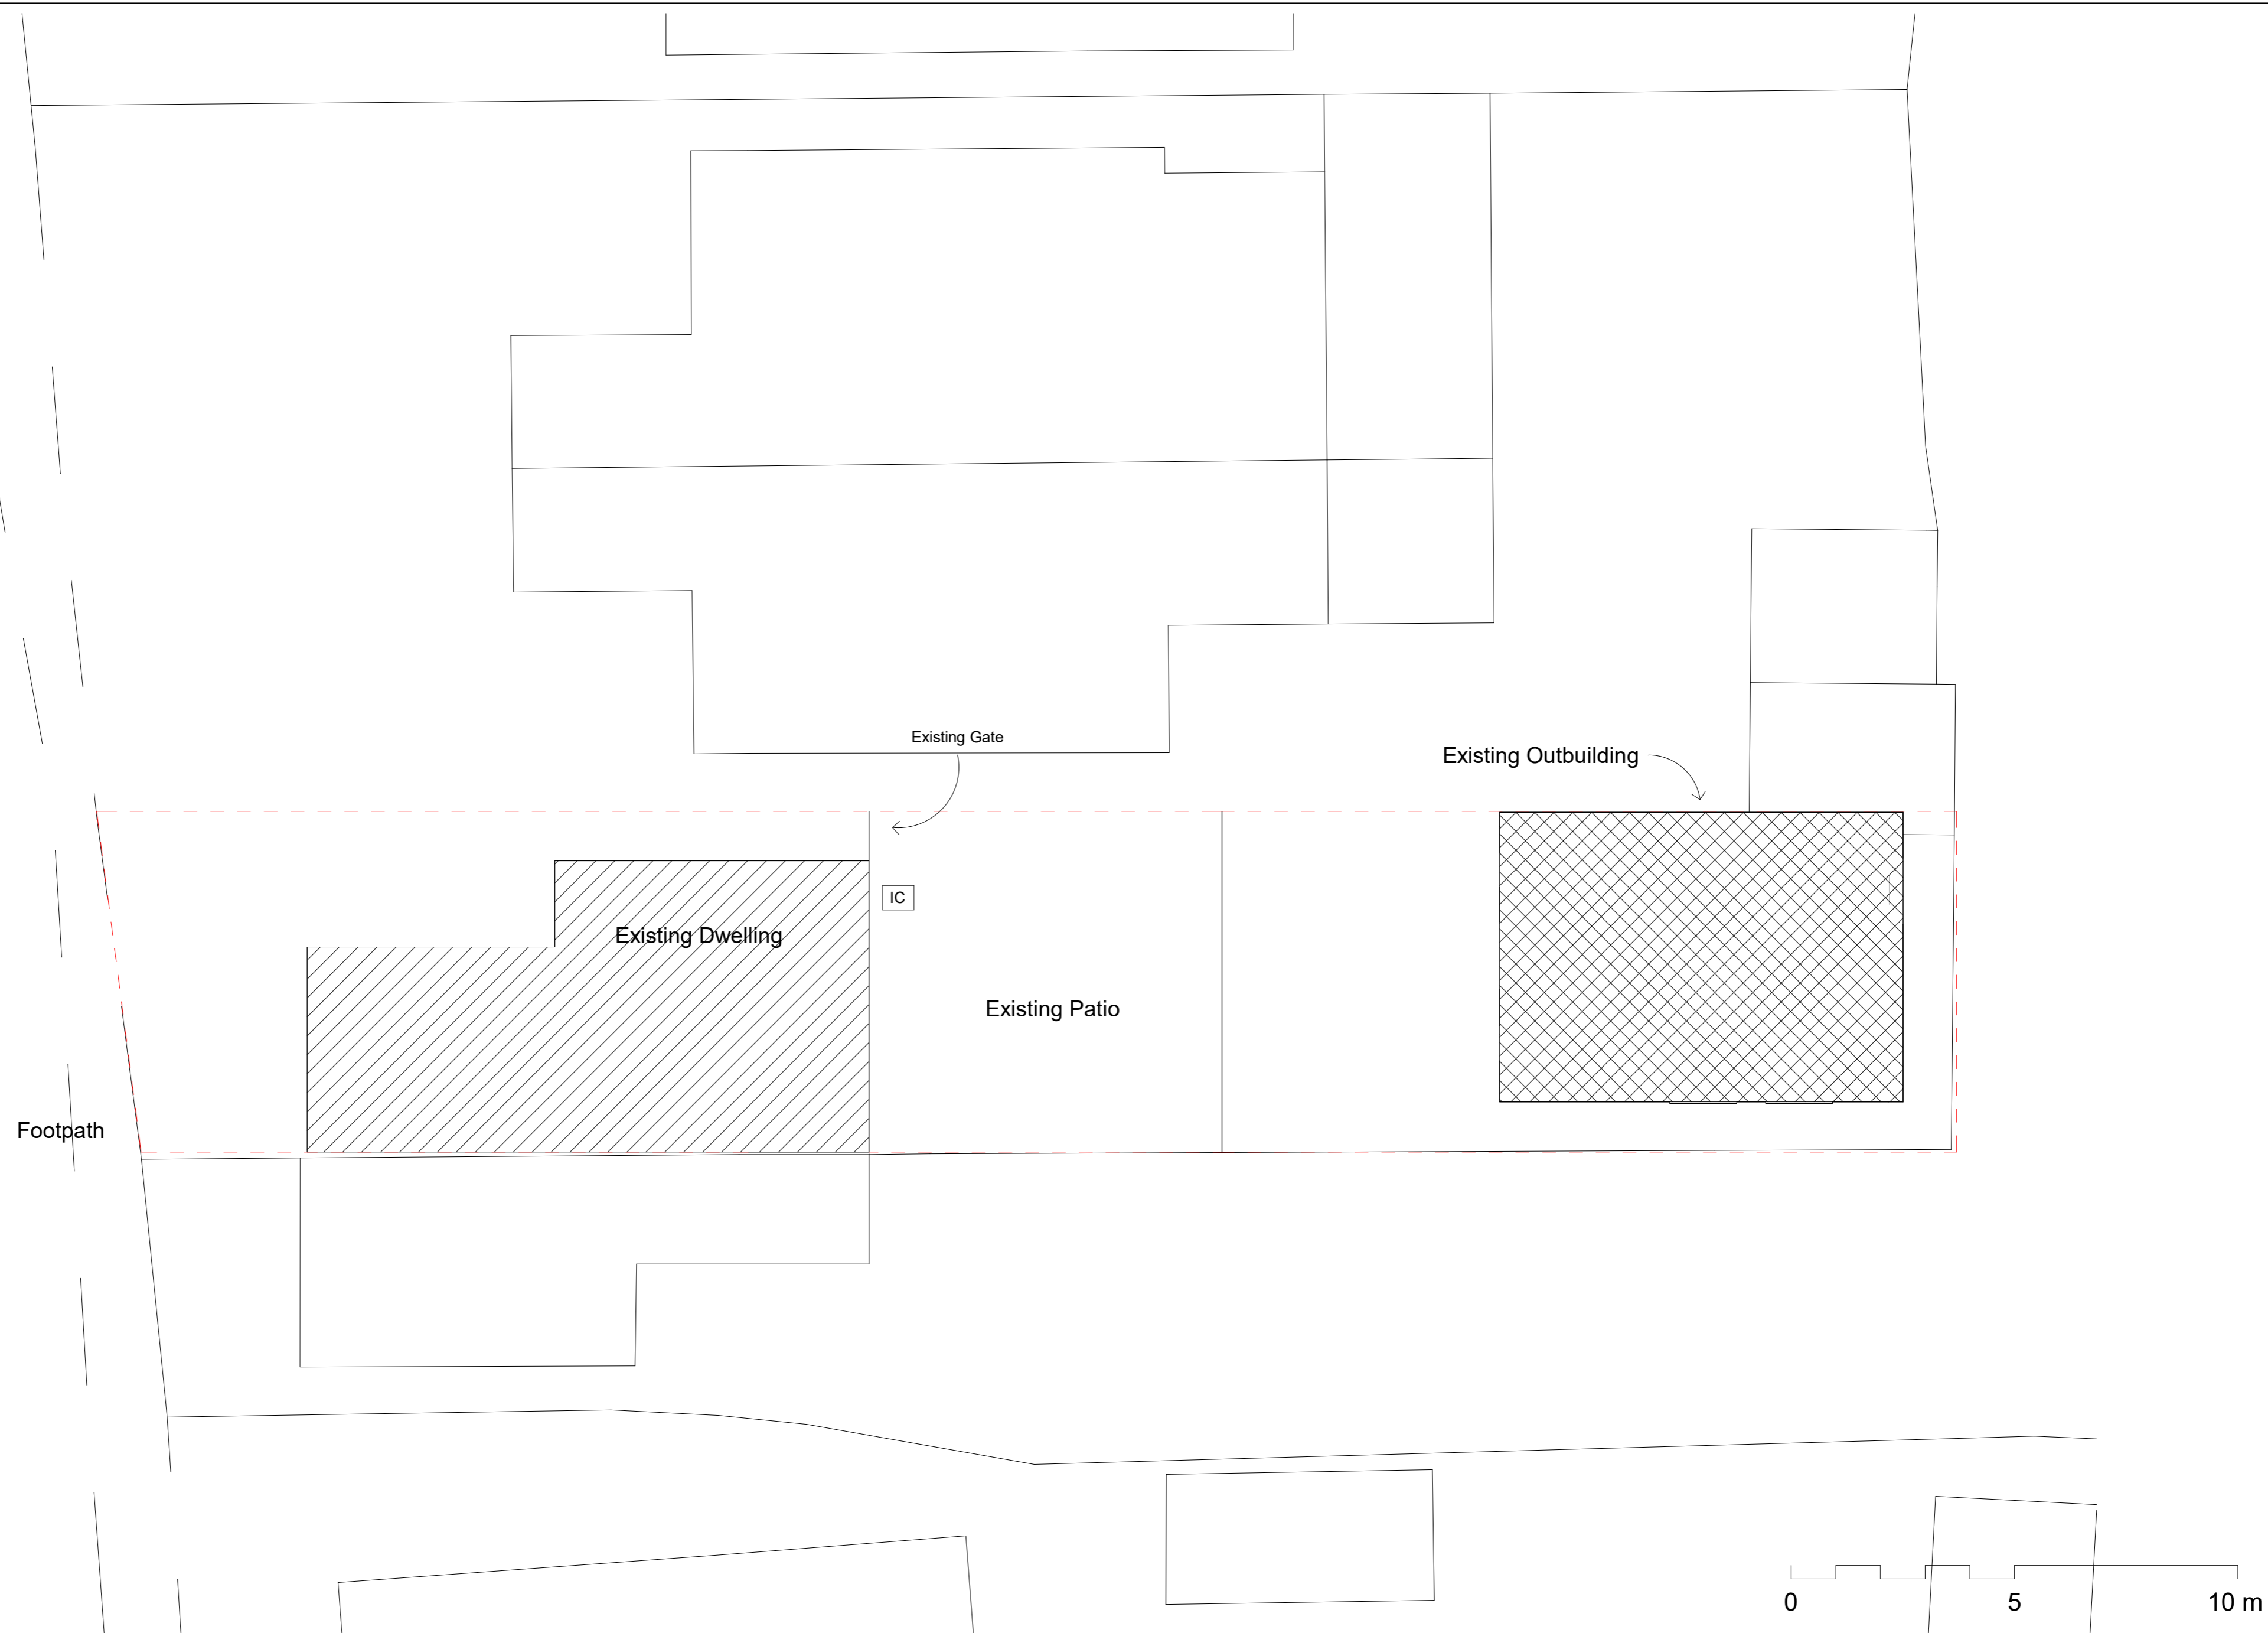 Existing Gate
Existing Outbuilding
IC
Existing Dwelling
Existing Patio
Footpath
0 5 10 m